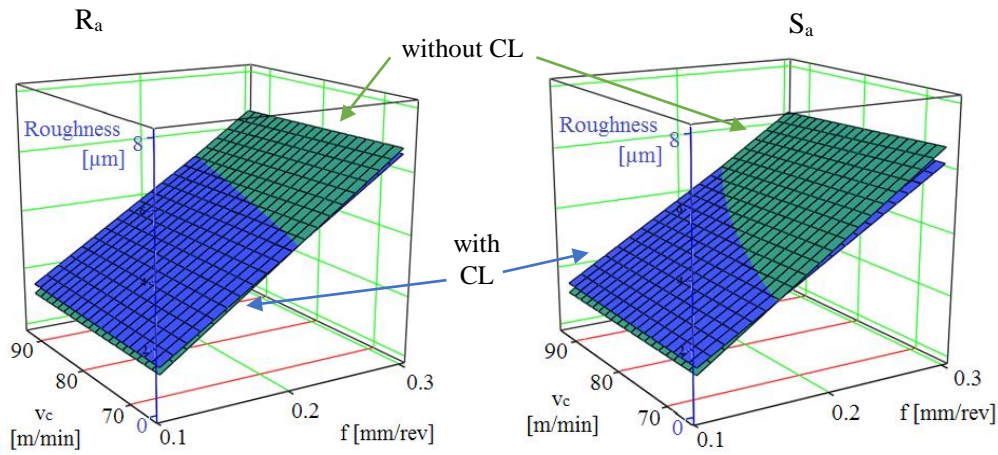 Rₐ
Sₐ
without CL
Roughness
[µm]
8
Roughness
[µm]
8
with
CL
90
80
70
0
0.1
0.2
0.3
v_c
[m/min]
f [mm/rev]
90
80
70
0
0.1
0.2
0.3
v_c
[m/min]
f [mm/rev]